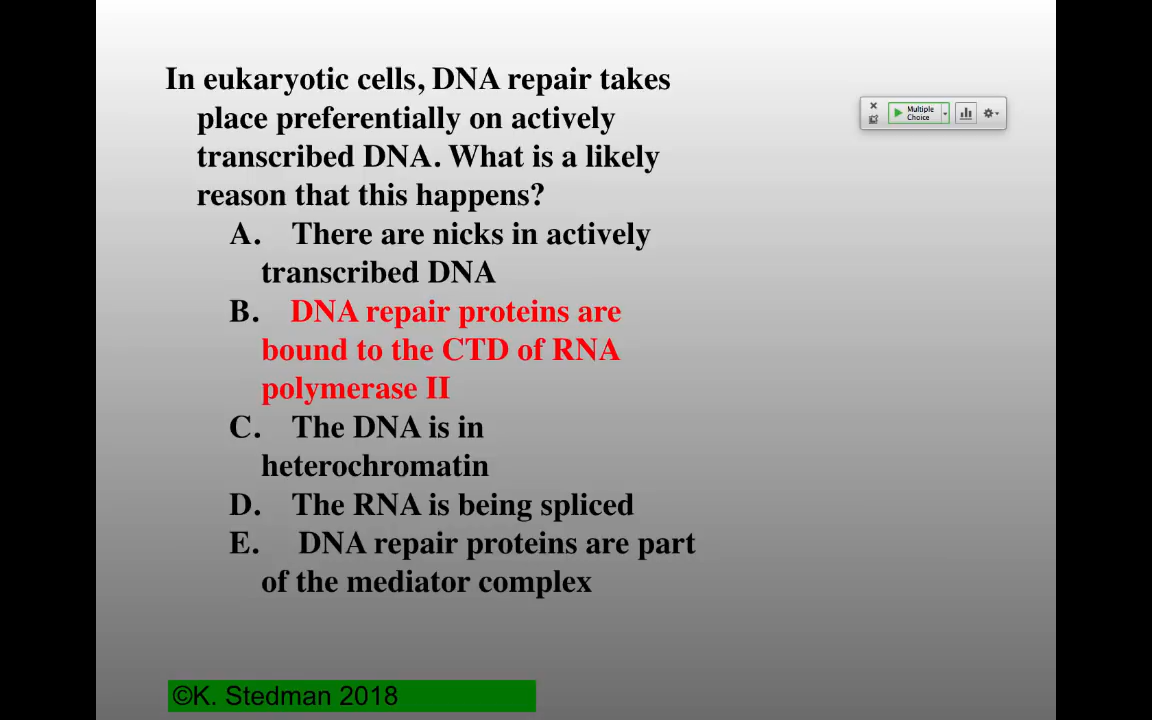 In eukaryotic cells, DNA repair takes
place preferentially on actively
transcribed DNA. What is a likely
reason that this happens?
A. There are nicks in actively
transcribed DNA
B. DNA repair proteins are
bound to the CTD of RNA
polymerase II
C. The DNA is in
heterochromatin
D. The RNA is being spliced
E. DNA repair proteins are part
of the mediator complex
Multiple
Choice
©K. Stedman 2018